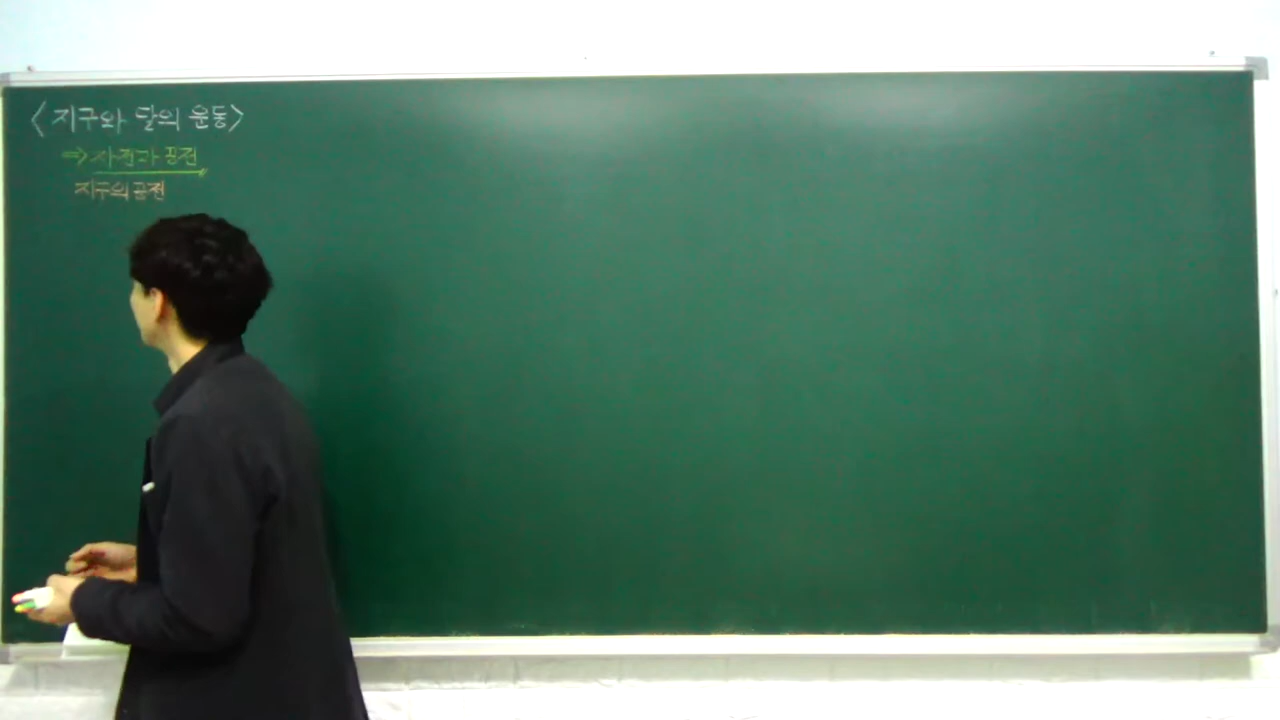 <지구와 달의 운동>
⇒ 자전과 공전
지구의 공전